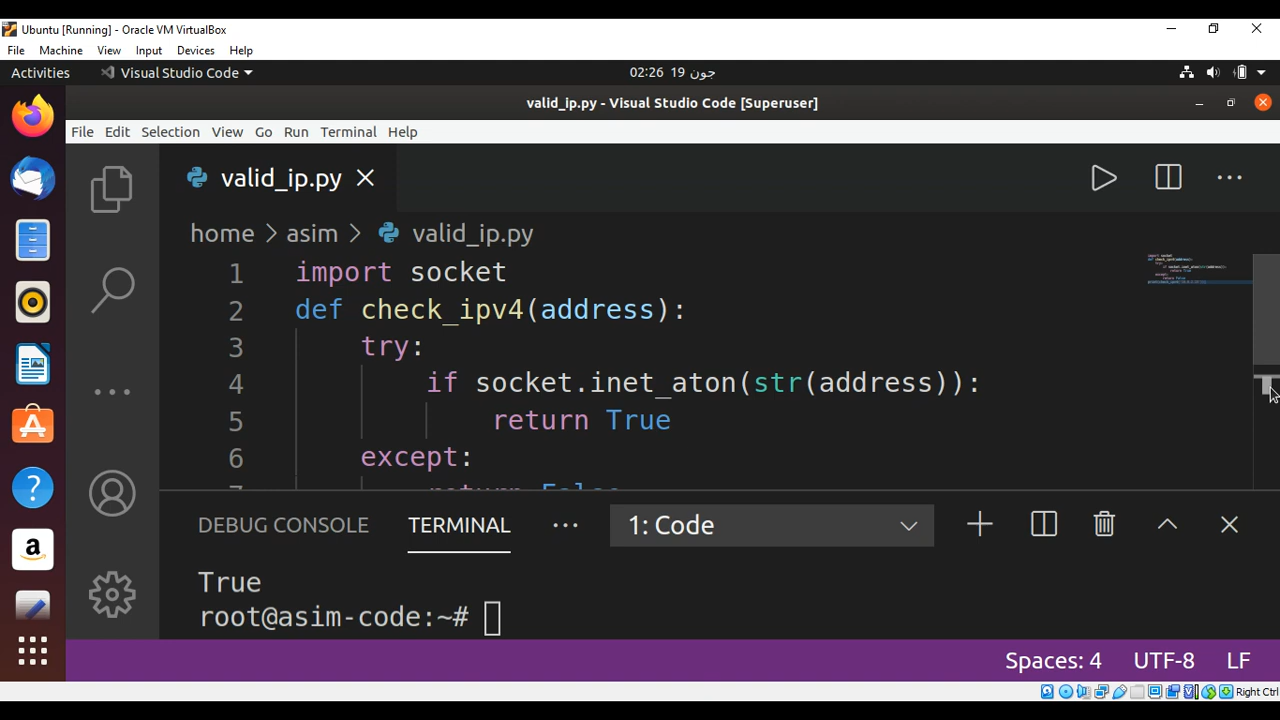 Ubuntu [Running] - Oracle VM VirtualBox
File Machine View Input Devices Help
Activities Visual Studio Code 02:26 19 جون
valid_ip.py - Visual Studio Code [Superuser]
File Edit Selection View Go Run Terminal Help
valid_ip.py
home > asim > valid_ip.py
1 import socket
2 def check_ipv4(address):
3 try:
4 if socket.inet_aton(str(address)):
5 return True
6 except:
return False
DEBUG CONSOLE TERMINAL ··· 1: Code
True
root@asim-code:~#
Spaces: 4 UTF-8 LF
Right Ctrl